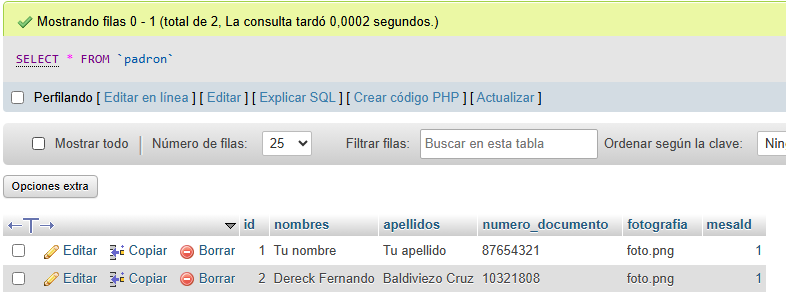 Mostrando filas 0 - 1 (total de 2, La consulta tardó 0,0002 segundos.)
SELECT * FROM `padron`
Perfilando [ Editar en línea ] [ Editar ] [ Explicar SQL ] [ Crear código PHP ] [ Actualizar ]
Mostrar todo Número de filas: 25 Filtrar filas: Buscar en esta tabla Ordenar según la clave: Nin
Opciones extra
id nombres apellidos numero_documento fotografia mesaId
Editar Copiar Borrar 1 Tu nombre Tu apellido 87654321 foto.png 1
Editar Copiar Borrar 2 Dereck Fernando Baldiviezo Cruz 10321808 foto.png 1